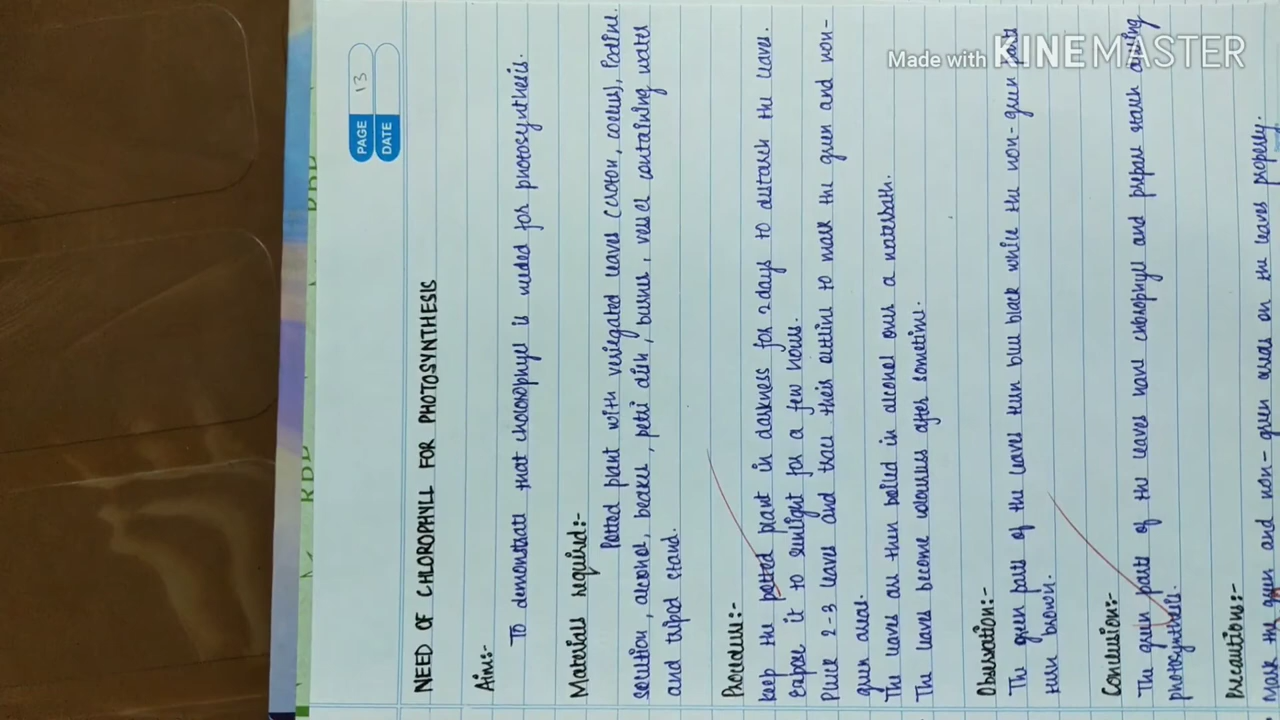 Made with KINEMASTER
PAGE 13
DATE
NEED OF CHLOROPHYLL FOR PHOTOSYNTHESIS
Aim:-
To demonstrate that chlorophyll is needed for photosynthesis.
Materials required:-
Potted plant with variegated leaves (croton, coleus), Iodine
solution, alcohol, beaker, petri dish, burner, vessel containing water
and tripod stand.
Procedure:-
Keep the potted plant in darkness for 2 days to destarch the leaves.
Expose it to sunlight for a few hours.
Pluck 2-3 leaves and trace their outline to mark the green and non-
green areas.
The leaves are then boiled in alcohol over a waterbath.
The leaves become colourless after sometime.
Observation:-
The green parts of the leaves turn blue black while the non-green parts
turn brown.
Conclusion:-
The green parts of the leaves have chlorophyll and prepare starch during
photosynthesis.
Precautions:-
Mark the green and non-green areas on the leaves properly.